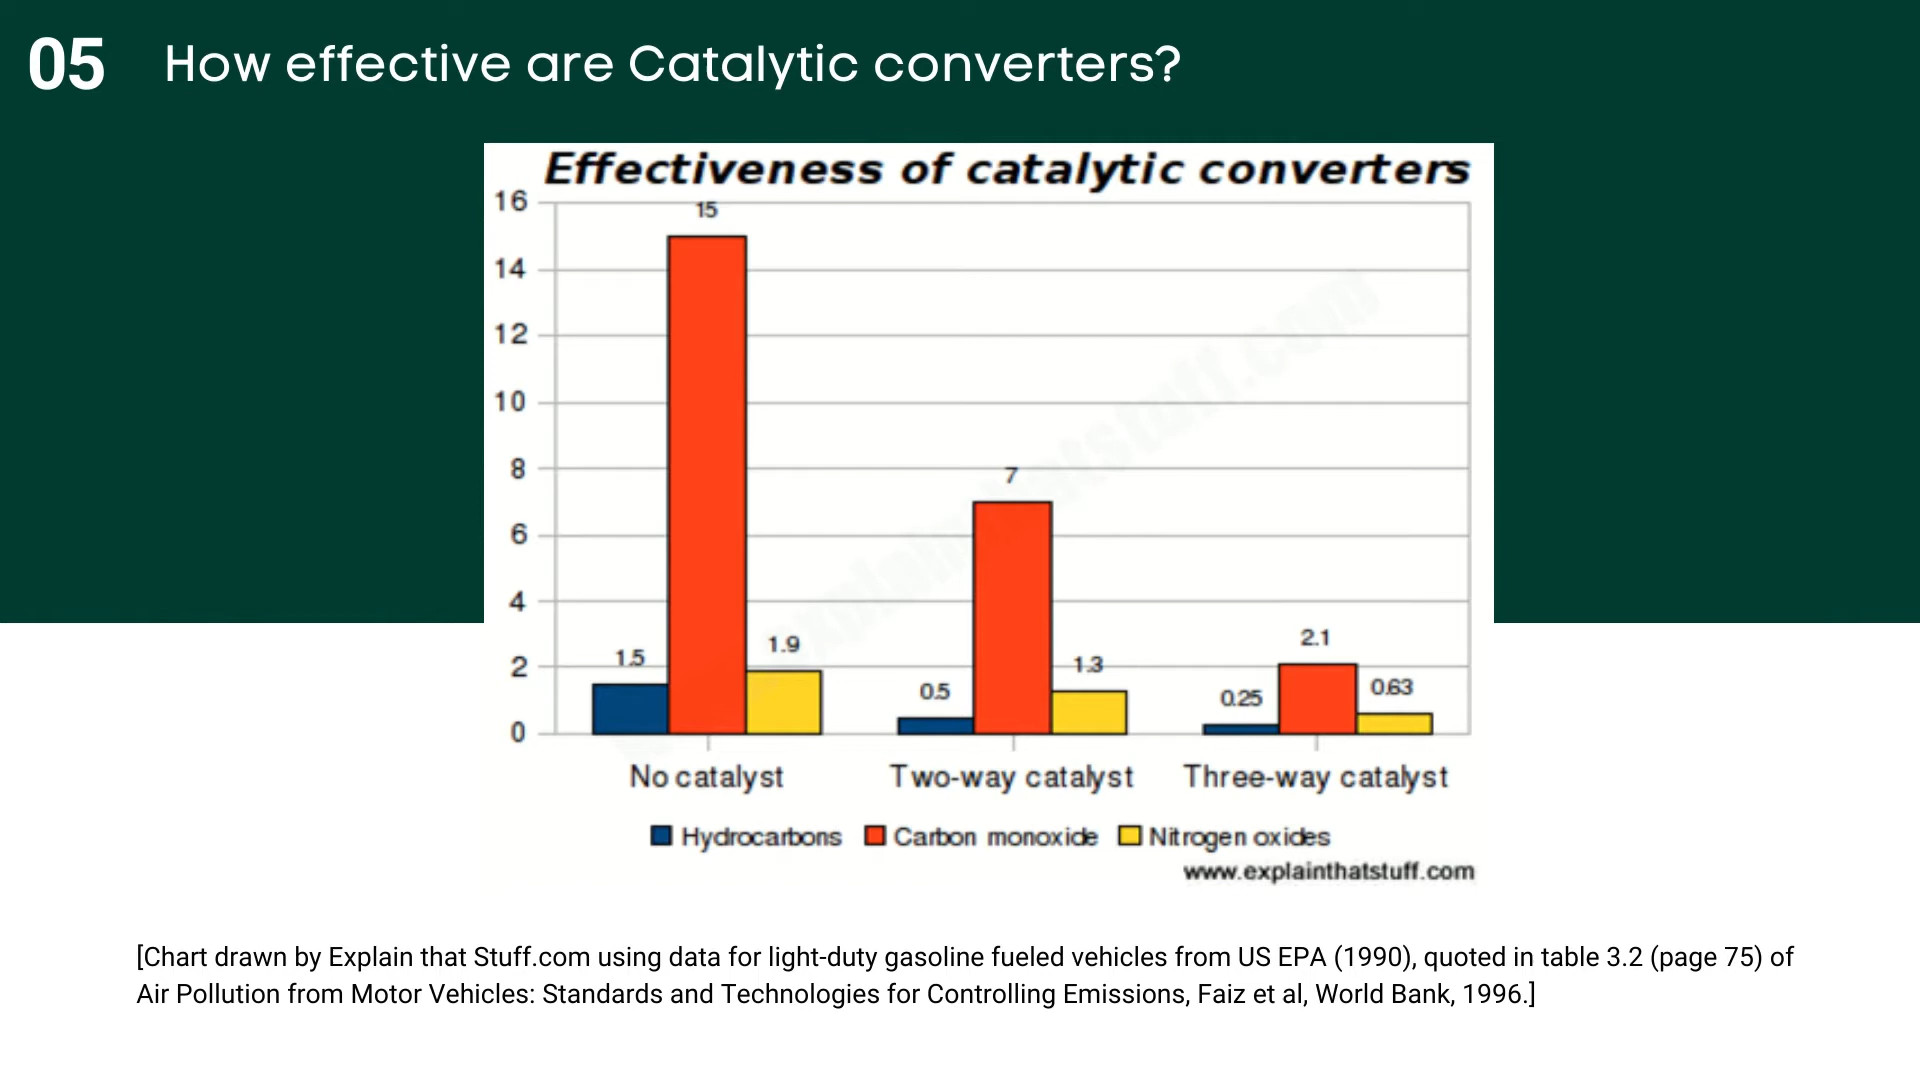 05 How effective are Catalytic converters?
Effectiveness of catalytic converters
16
14
12
10
8
6
4
2
0
15
1.5
1.9
7
0.5
1.3
2.1
0.25
0.63
No catalyst Two-way catalyst Three-way catalyst
Hydrocarbons Carbon monoxide Nitrogen oxides
www.explainthatstuff.com
[Chart drawn by Explain that Stuff.com using data for light-duty gasoline fueled vehicles from US EPA (1990), quoted in table 3.2 (page 75) of
Air Pollution from Motor Vehicles: Standards and Technologies for Controlling Emissions, Faiz et al, World Bank, 1996.]